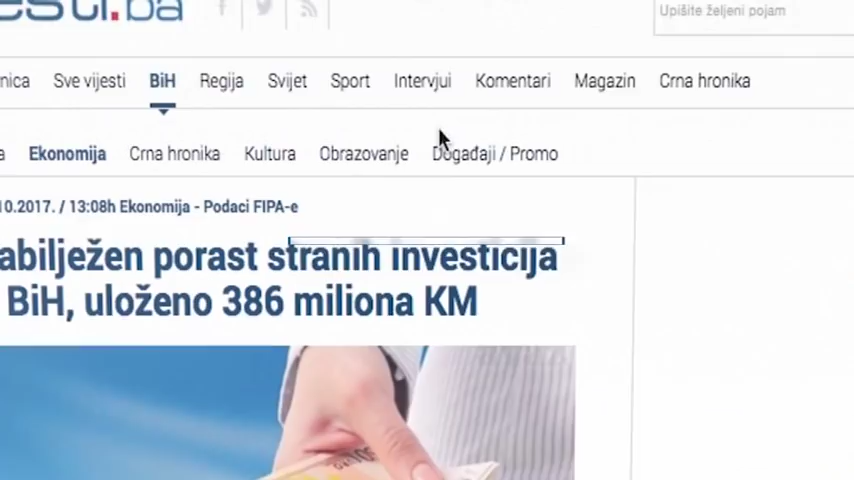 esti.ba
Upišite željeni pojam
nica Sve vijesti BiH Regija Svijet Sport Intervjui Komentari Magazin Crna hronika
a Ekonomija Crna hronika Kultura Obrazovanje Događaji / Promo
10.2017. / 13:08h Ekonomija - Podaci FIPA-e
abilježen porast stranih investicija
BiH, uloženo 386 miliona KM